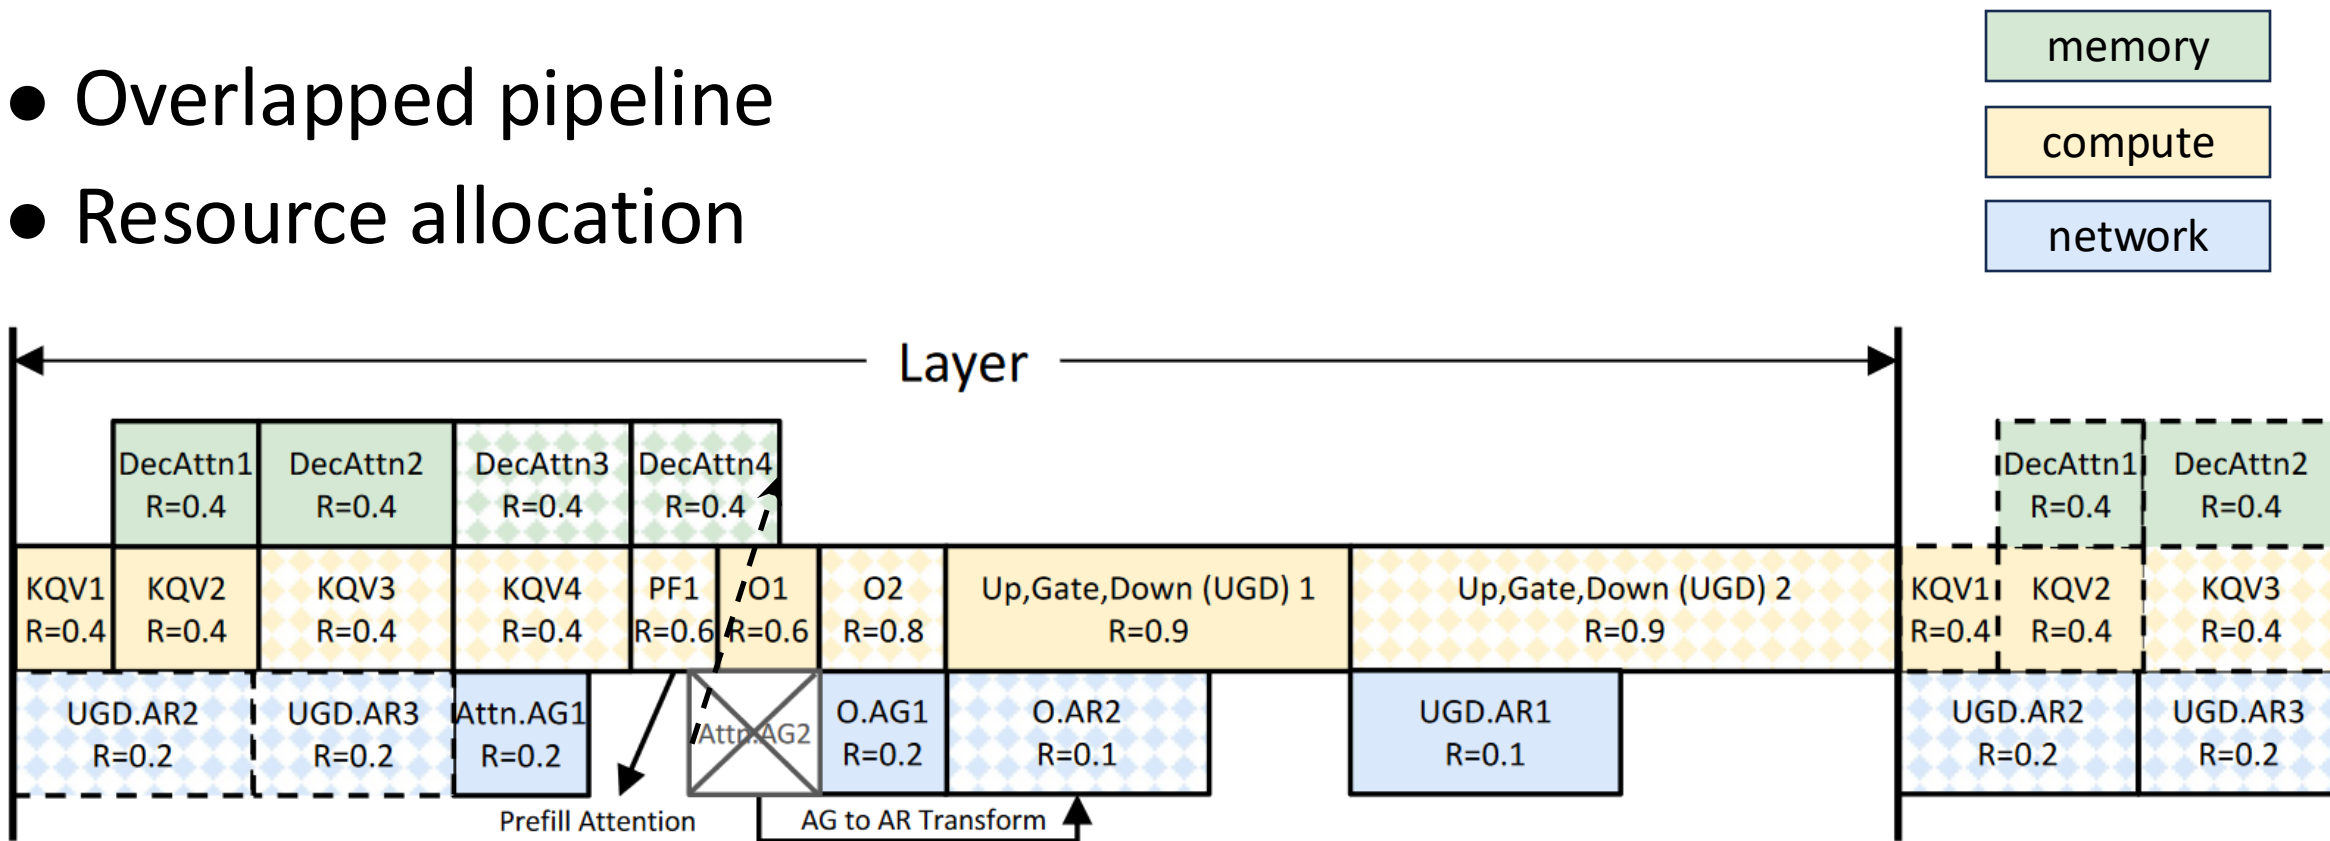 ● Overlapped pipeline
● Resource allocation
memory
compute
network
Layer
DecAttn1
R=0.4
DecAttn2
R=0.4
DecAttn3
R=0.4
DecAttn4
R=0.4
DecAttn1
R=0.4
DecAttn2
R=0.4
KQV1
R=0.4
KQV2
R=0.4
KQV3
R=0.4
KQV4
R=0.4
PF1
R=0.6
O1
R=0.6
O2
R=0.8
Up,Gate,Down (UGD) 1
R=0.9
Up,Gate,Down (UGD) 2
R=0.9
KQV1
R=0.4
KQV2
R=0.4
KQV3
R=0.4
UGD.AR2
R=0.2
UGD.AR3
R=0.2
Attn.AG1
R=0.2
Attn.AG2
O.AG1
R=0.2
O.AR2
R=0.1
UGD.AR1
R=0.1
UGD.AR2
R=0.2
UGD.AR3
R=0.2
Prefill Attention
AG to AR Transform